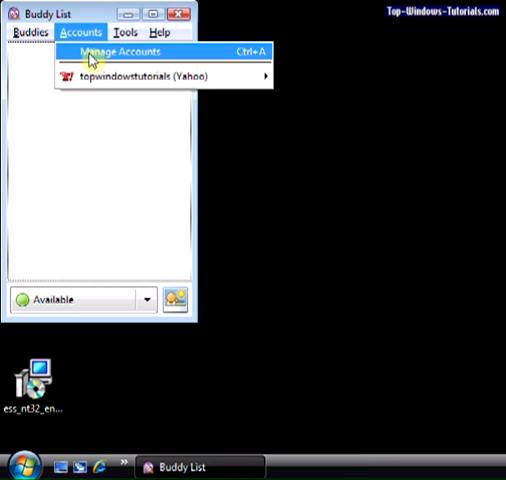 Buddy List
Top-Windows-Tutorials.com
Buddies Accounts Tools Help
Manage Accounts Ctrl+A
topwindowstutorials (Yahoo)
Available
ess_nt32_en...
Buddy List